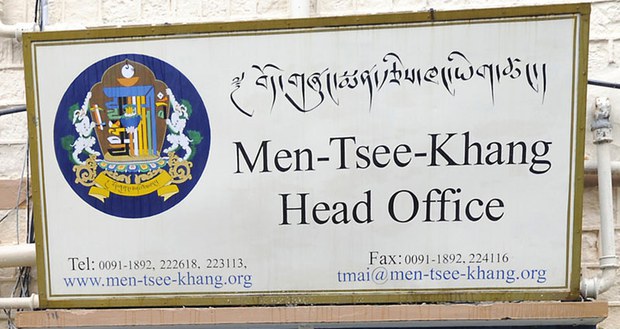 Men-Tsee-Khang
Head Office
Tel: 0091-1892, 222618, 223113,
www.men-tsee-khang.org
Fax: 0091-1892, 224116
tmai@men-tsee-khang.org